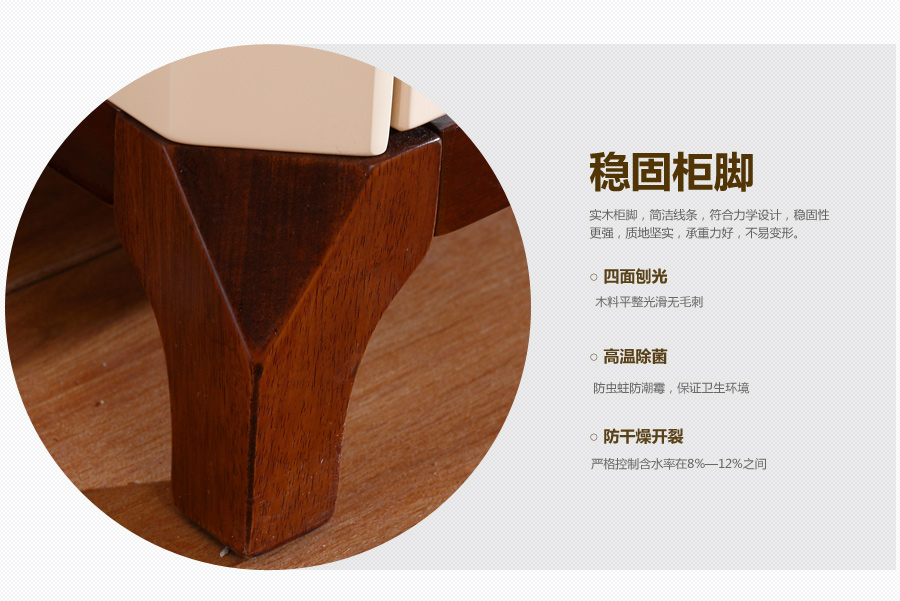 稳固柜脚
实木柜脚，简洁线条，符合力学设计，稳固性
更强，质地坚实，承重力好，不易变形。
○ 四面刨光
木料平整光滑无毛刺
○ 高温除菌
防虫蛀防潮霉，保证卫生环境
○ 防干燥开裂
严格控制含水率在8%—12%之间